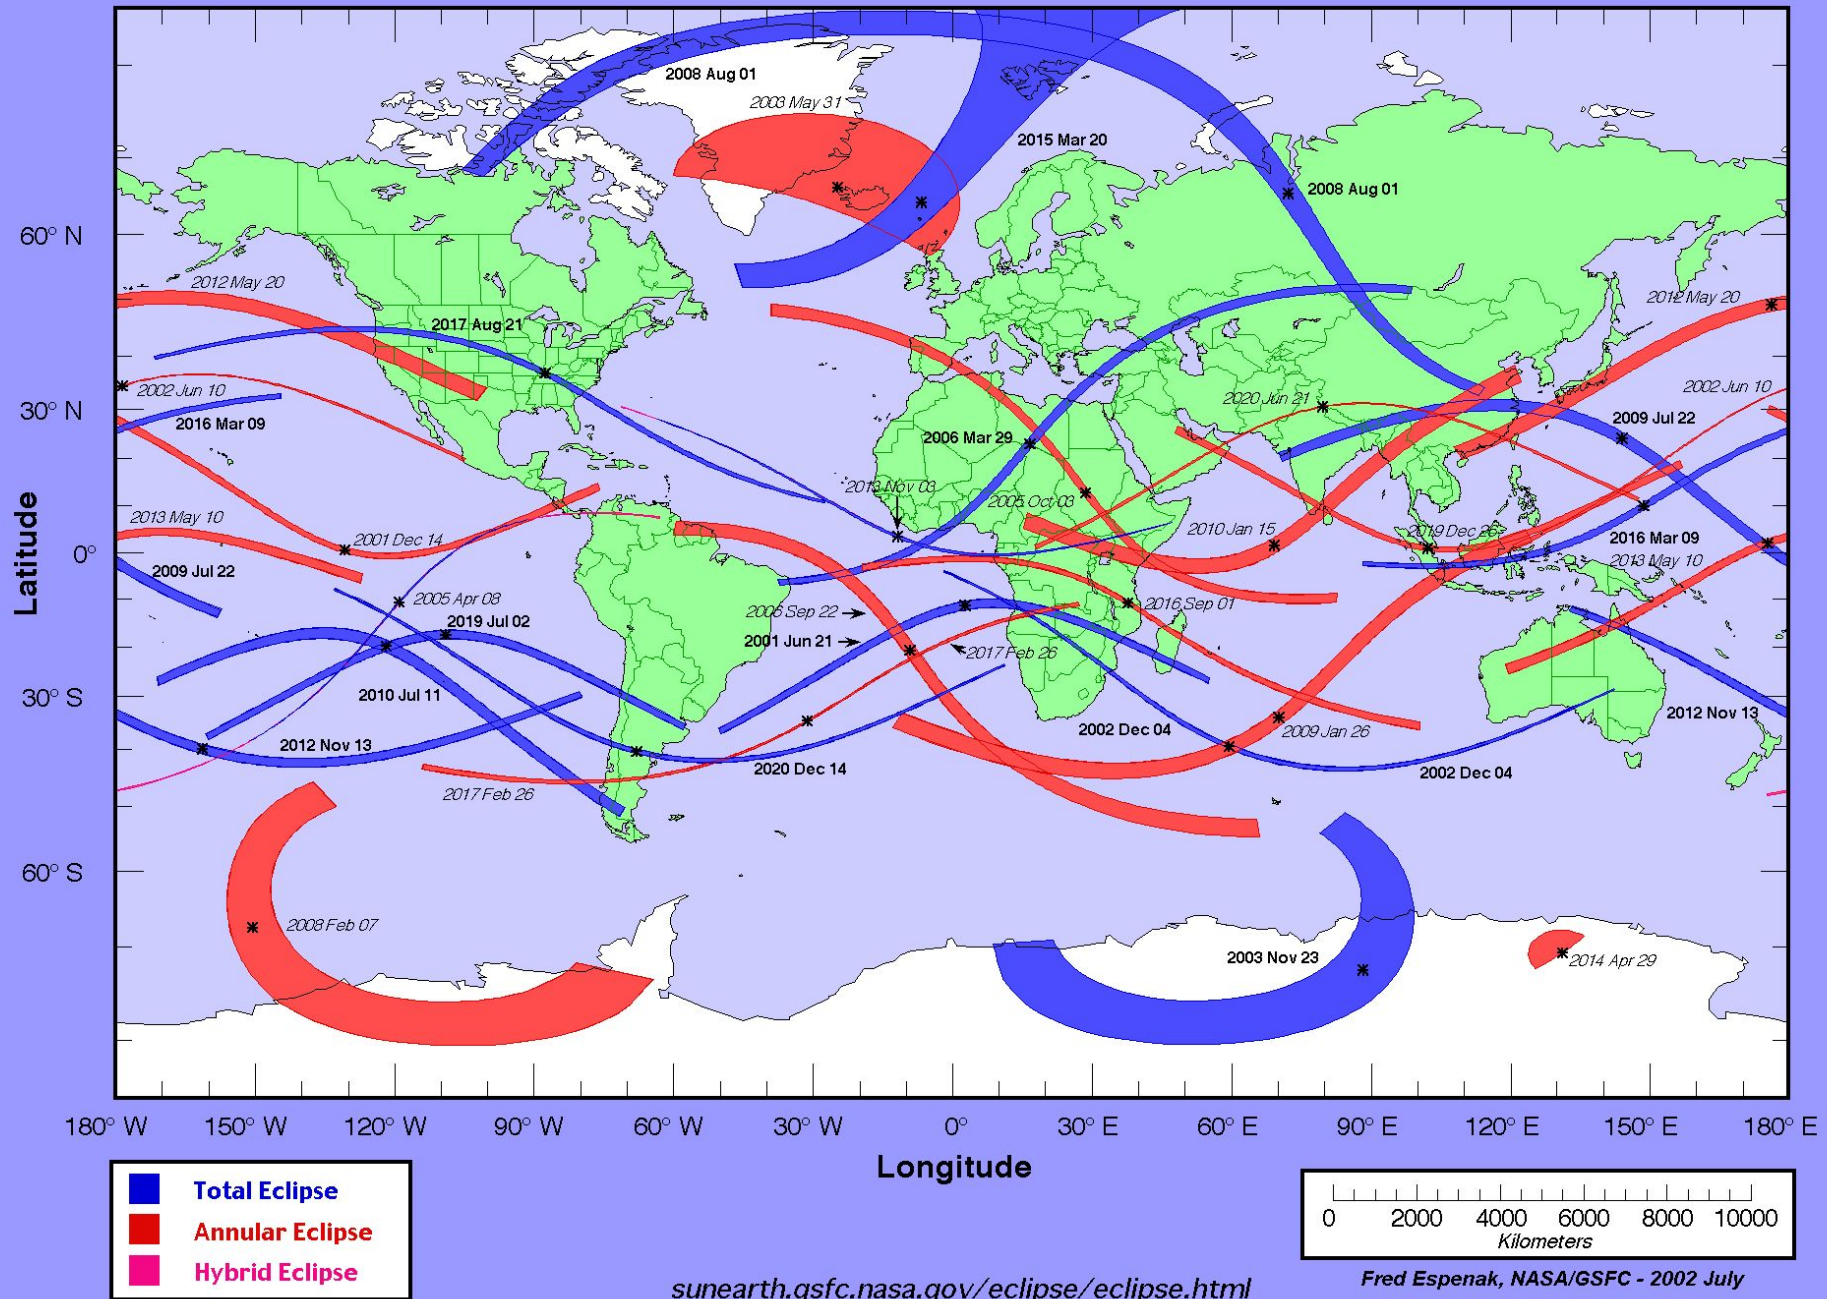 2008 Aug 01
2003 May 31
2015 Mar 20
2008 Aug 01
60° N
2012 May 20
2012 May 20
2017 Aug 21
2002 Jun 10
2002 Jun 10
2020 Jun 21
30° N
2016 Mar 09
2009 Jul 22
2006 Mar 29
2013 Nov 03
2005 Oct 03
2013 May 10
2001 Dec 14
2010 Jan 15
2019 Dec 26
2016 Mar 09
0°
2013 May 10
2009 Jul 22
2005 Apr 08
2006 Sep 22
2016 Sep 01
2019 Jul 02
2001 Jun 21
2017 Feb 26
Latitude
30° S
2010 Jul 11
2012 Nov 13
2002 Dec 04
2009 Jan 26
2012 Nov 13
2020 Dec 14
2002 Dec 04
2017 Feb 26
60° S
2008 Feb 07
2003 Nov 23
2014 Apr 29
180° W 150° W 120° W 90° W 60° W 30° W 0° 30° E 60° E 90° E 120° E 150° E 180° E
Longitude
Total Eclipse
Annular Eclipse
Hybrid Eclipse
0 2000 4000 6000 8000 10000
Kilometers
sunearth.gsfc.nasa.gov/eclipse/eclipse.html
Fred Espenak, NASA/GSFC - 2002 July